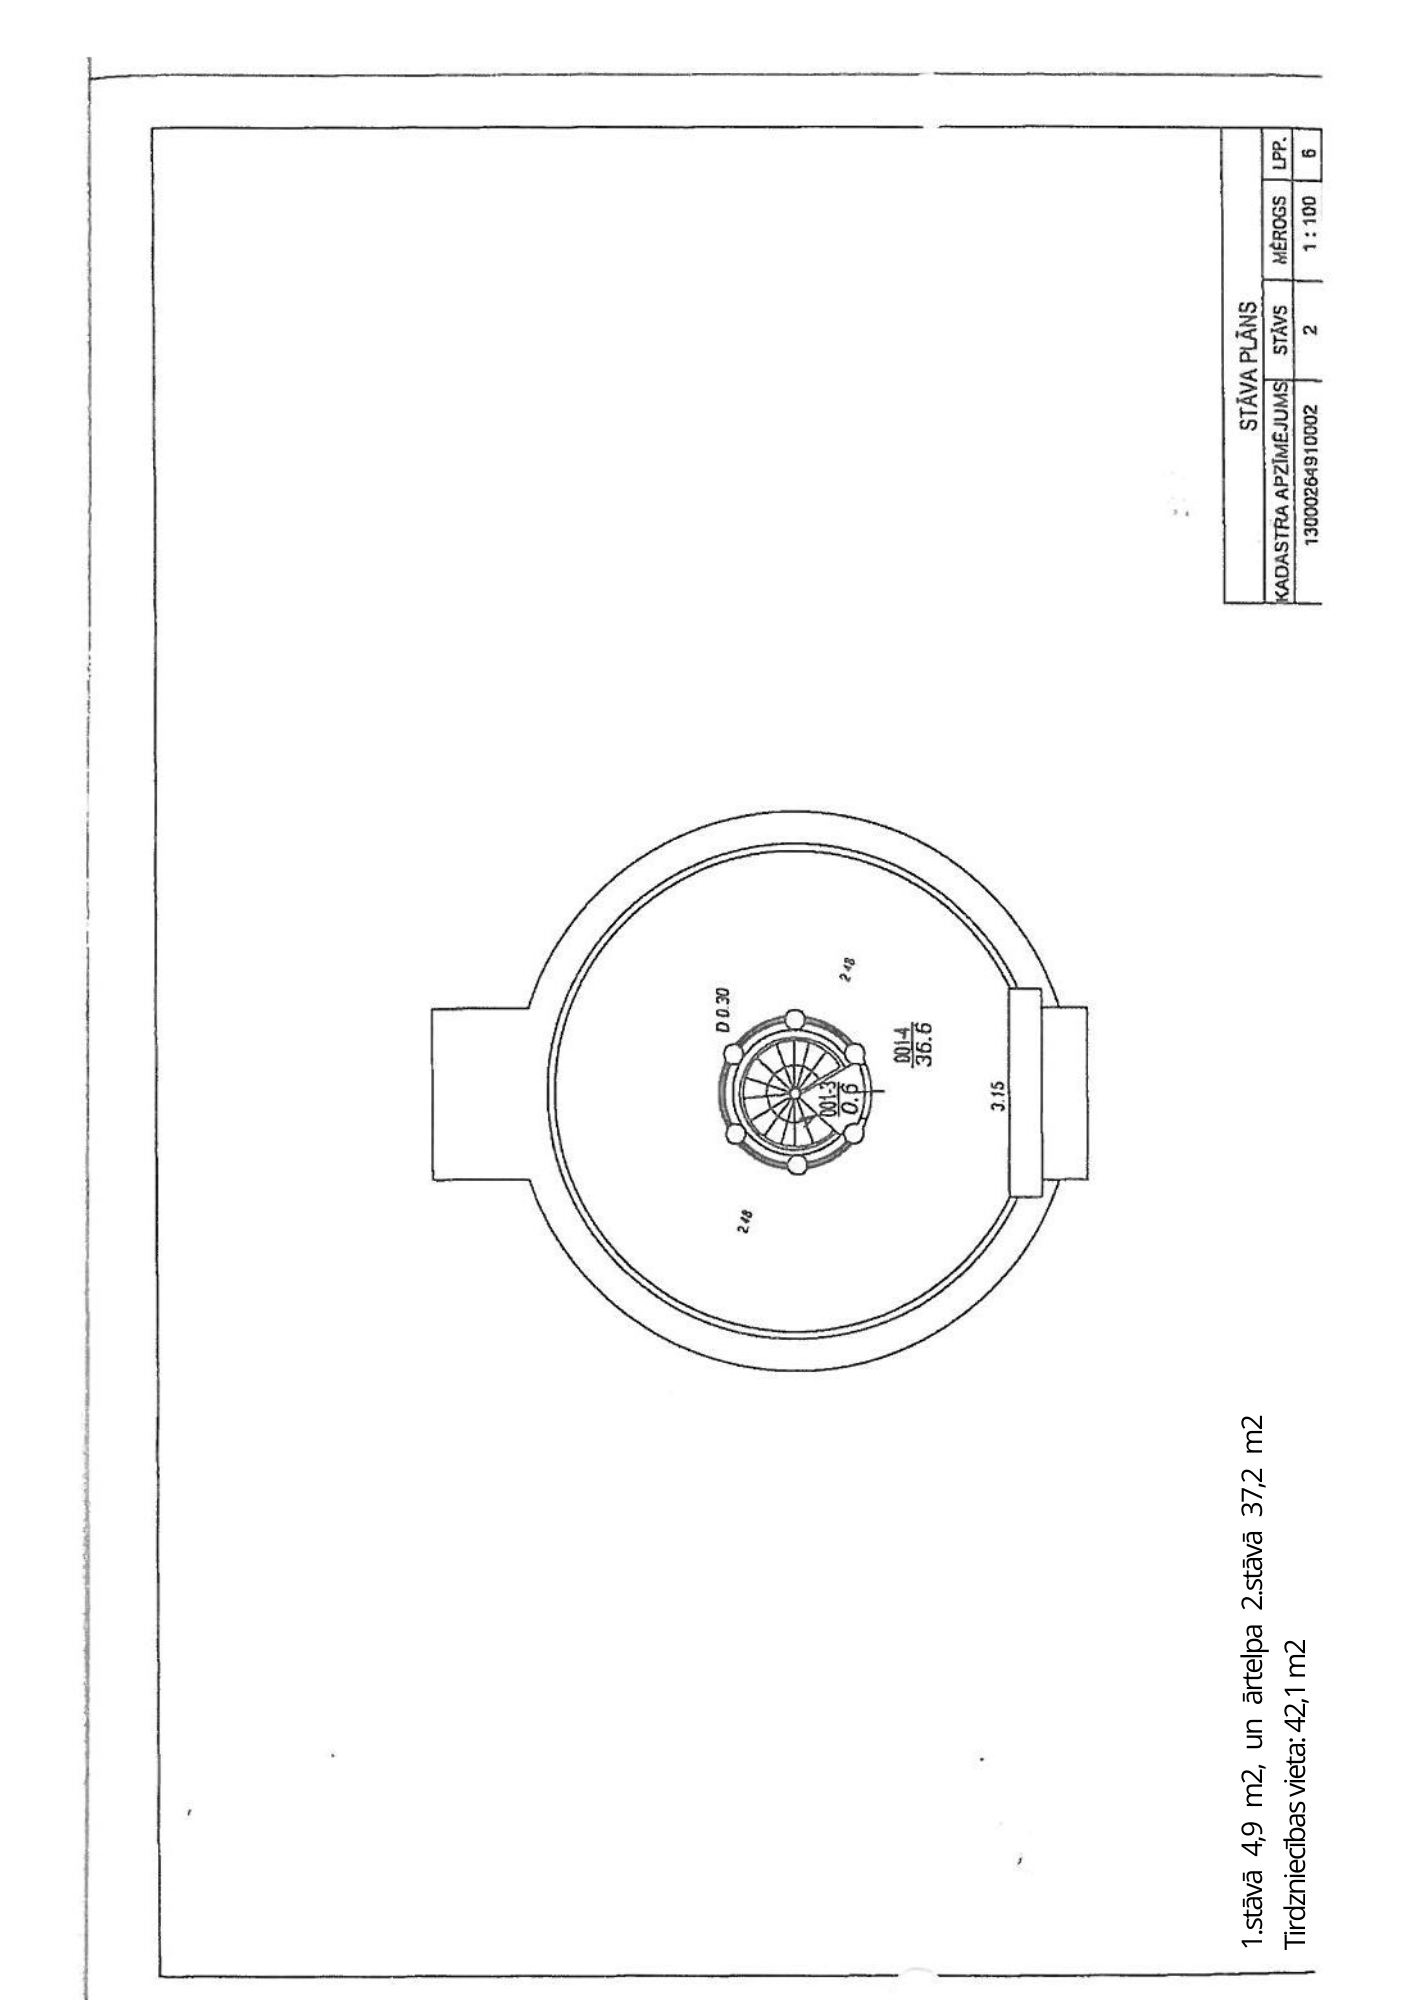 D 0.30
2.48
001-3
0.6
001-4
36.6
2.48
3.15
STĀVA PLĀNS
KADASTRA APZĪMĒJUMS STĀVS MĒROGS LPP.
13000264910002 2 1 : 100 6
1.stāvā 4,9 m2, un ārtelpa 2.stāvā 37,2 m2
Tirdzniecības vieta: 42,1 m2